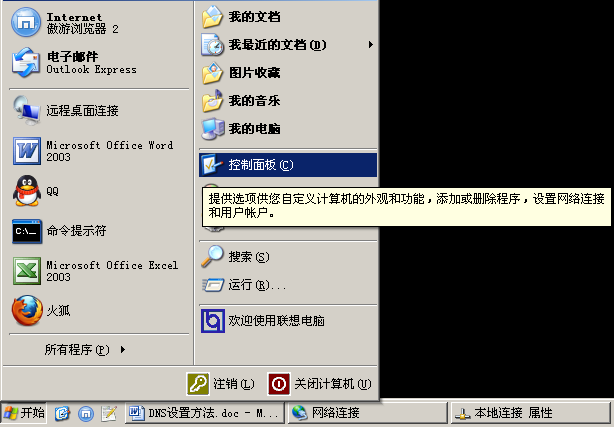 Internet
傲游浏览器 2
电子邮件
Outlook Express
远程桌面连接
Microsoft Office Word
2003
QQ
命令提示符
Microsoft Office Excel
2003
火狐
所有程序(P)
我的文档
我最近的文档(D)
图片收藏
我的音乐
我的电脑
控制面板(C)
提供选项供您自定义计算机的外观和功能，添加或删除程序，设置网络连接
和用户帐户。
搜索(S)
运行(R)...
欢迎使用联想电脑
注销(L)
关闭计算机(U)
开始
DNS设置方法.doc - M...
网络连接
本地连接 属性